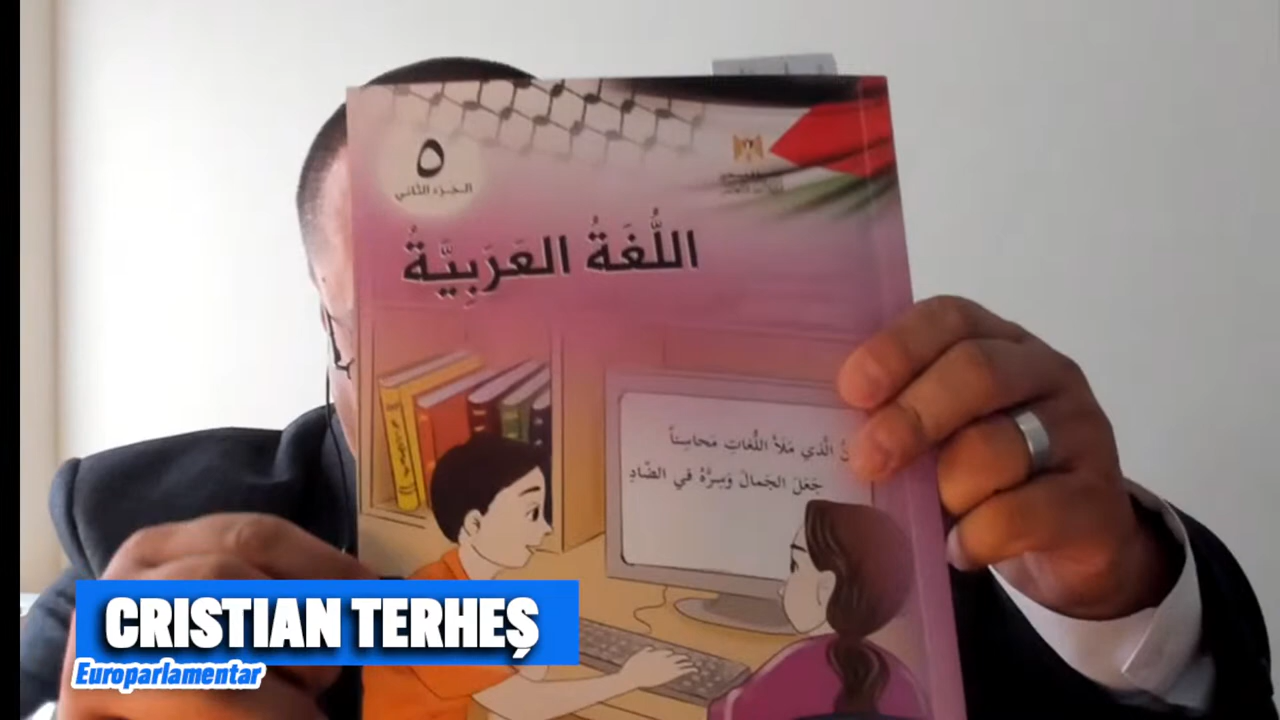 ٥
الجزء الثاني
اللُّغَةُ العَرَبِيَّةُ
الَّذي مَلَأَ اللُّغاتِ مَحاسِناً
جَعَلَ الجَمالَ وَسِرَّهُ في الضّادِ
CRISTIAN TERHEȘ
Europarlamentar